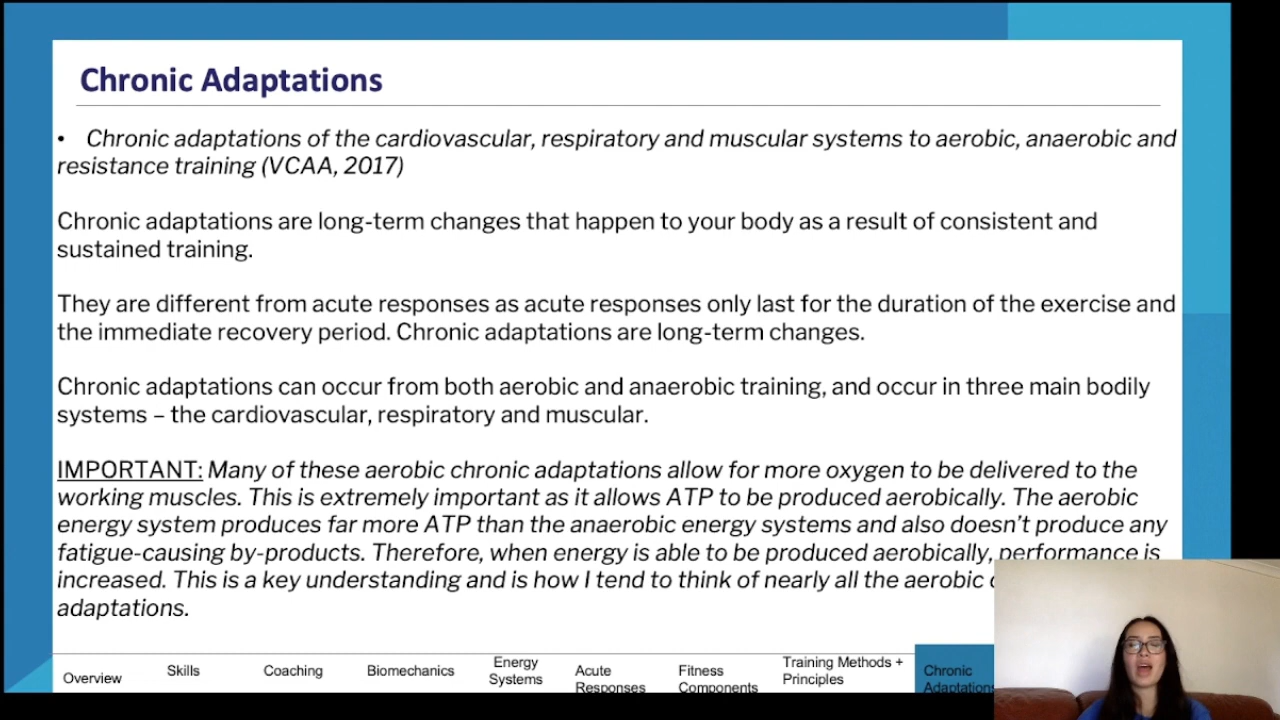 Chronic Adaptations
• Chronic adaptations of the cardiovascular, respiratory and muscular systems to aerobic, anaerobic and
resistance training (VCAA, 2017)
Chronic adaptations are long-term changes that happen to your body as a result of consistent and
sustained training.
They are different from acute responses as acute responses only last for the duration of the exercise and
the immediate recovery period. Chronic adaptations are long-term changes.
Chronic adaptations can occur from both aerobic and anaerobic training, and occur in three main bodily
systems – the cardiovascular, respiratory and muscular.
IMPORTANT: Many of these aerobic chronic adaptations allow for more oxygen to be delivered to the
working muscles. This is extremely important as it allows ATP to be produced aerobically. The aerobic
energy system produces far more ATP than the anaerobic energy systems and also doesn't produce any
fatigue-causing by-products. Therefore, when energy is able to be produced aerobically, performance is
increased. This is a key understanding and is how I tend to think of nearly all the aerobic
adaptations.
Overview
Skills
Coaching
Biomechanics
Energy
Systems
Acute
Responses
Fitness
Components
Training Methods +
Principles
Chronic
Adaptations